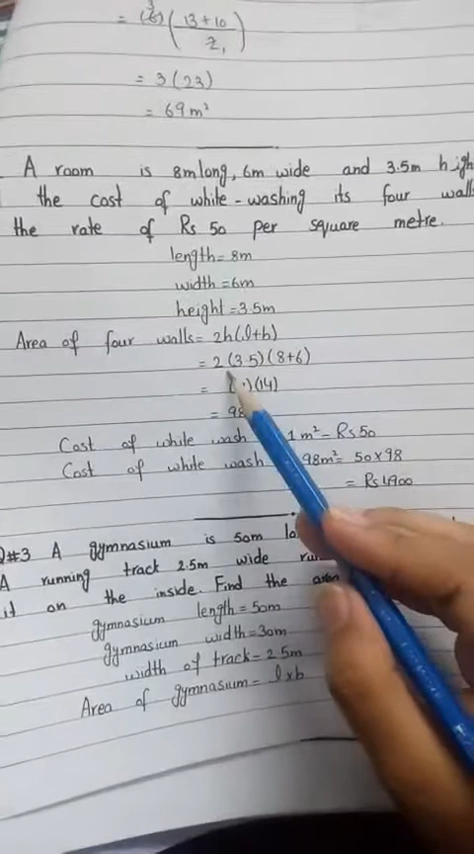 = (6) 3 ( 13+10 / 2, )
= 3 (23)
= 69m²
A room is 8m long, 6m wide and 3.5m high
the cost of white-washing its four walls
the rate of Rs 50 per square metre.
length = 8m
width = 6m
height = 3.5m
Area of four walls = 2h(l+b)
= 2 (3.5) (8+6)
= ( )(14)
= 98
Cost of while wash 1m² = Rs 50
Cost of while wash 98m² = 50×98
= Rs 4900
Q#3 A gymnasium is 50m
A running track 2.5m wide
it on the inside. Find the
gymnasium length = 50m
gymnasium width = 30m
width of track = 2.5m
Area of gymnasium = l×b